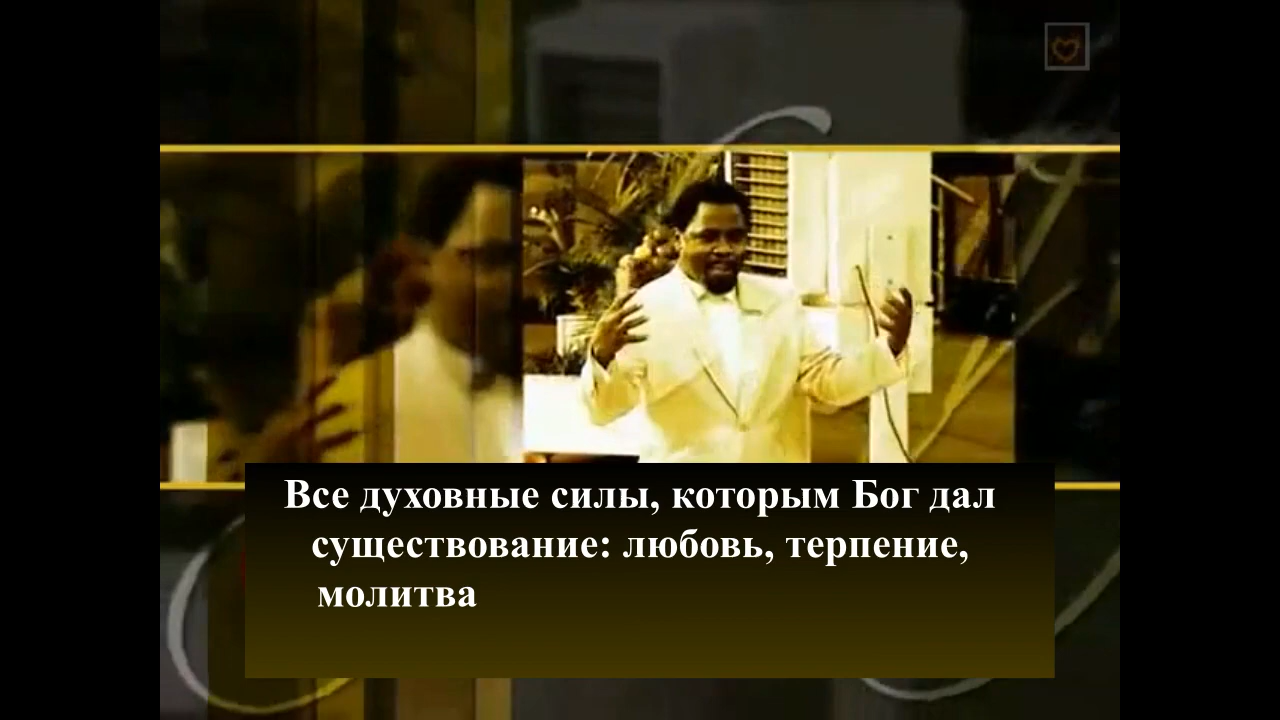 Все духовные силы, которым Бог дал
существование: любовь, терпение,
молитва